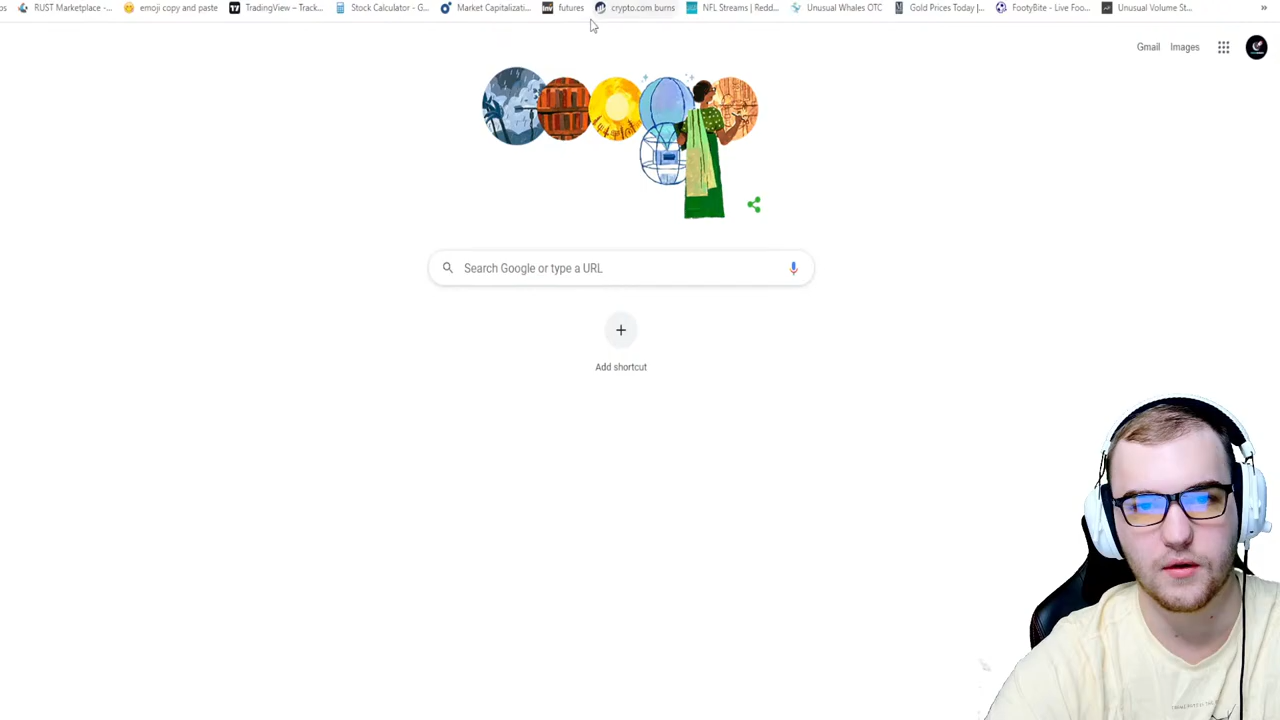 RUST Marketplace -...
emoji copy and paste
TradingView – Track...
Stock Calculator - G...
Market Capitalizati...
inv futures
crypto.com burns
NFL Streams | Redd...
Unusual Whales OTC
Gold Prices Today |...
FootyBite - Live Foo...
Unusual Volume St...
»
Gmail
Images
Search Google or type a URL
Add shortcut